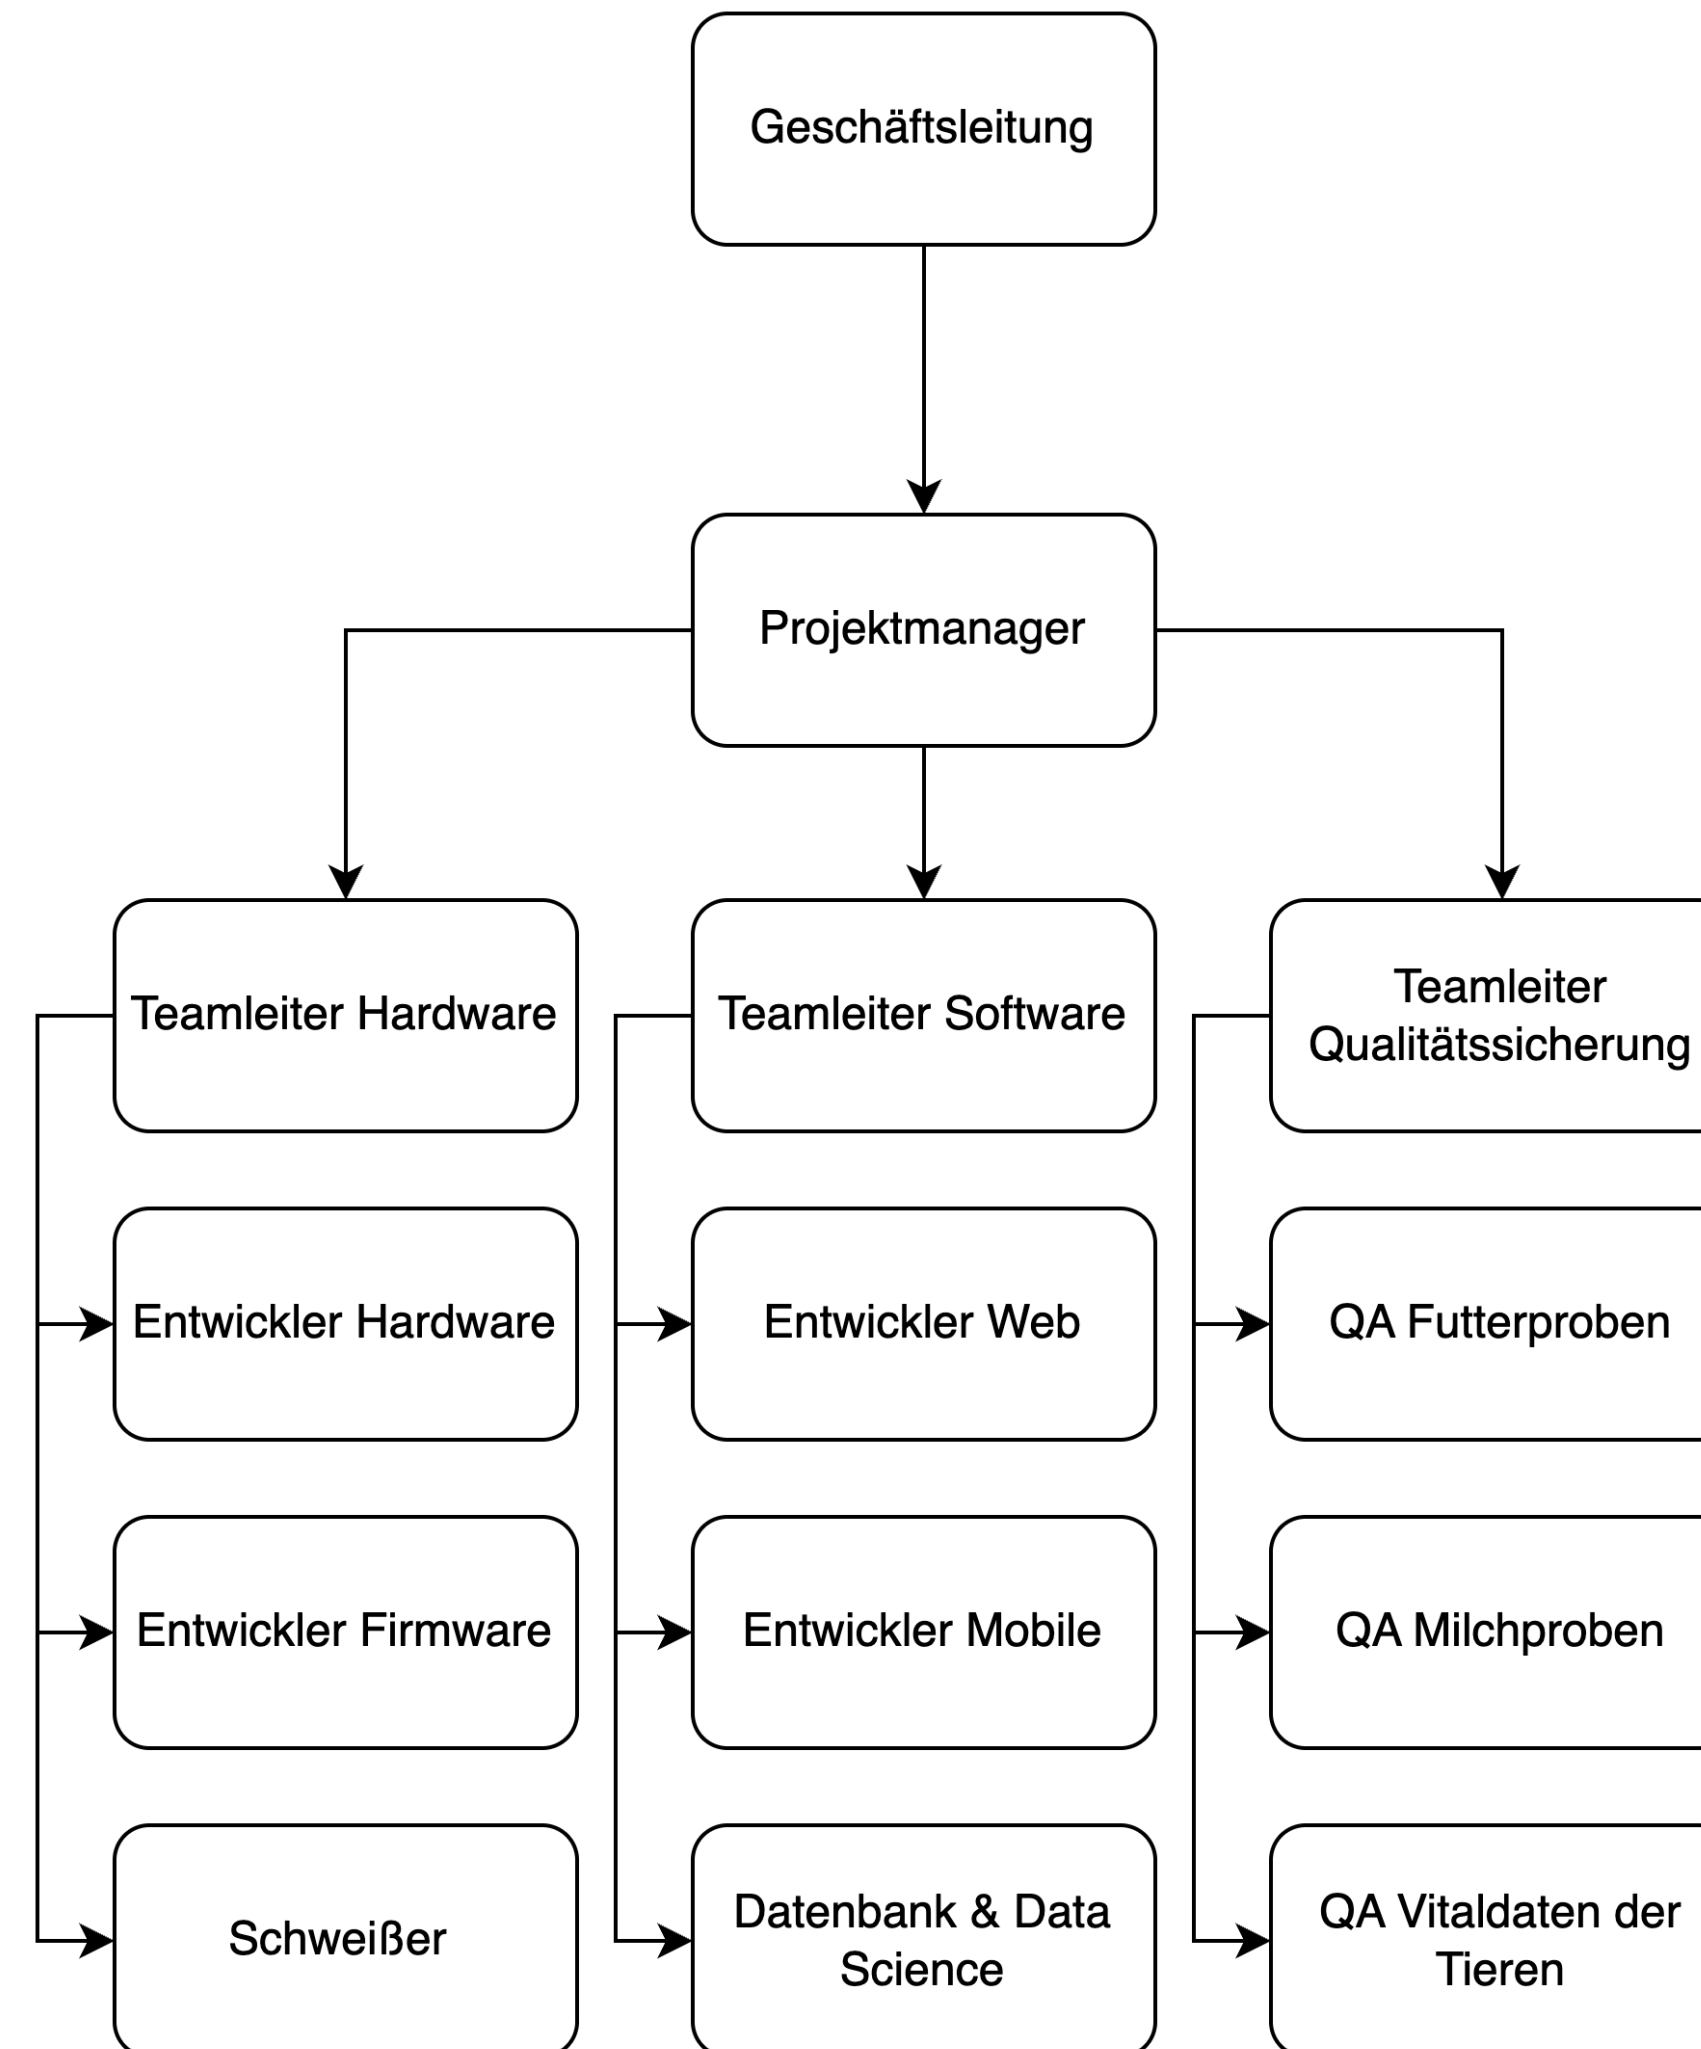 Geschäftsleitung
Projektmanager
Teamleiter Hardware
Teamleiter Software
Teamleiter
Qualitätssicherung
Entwickler Hardware
Entwickler Web
QA Futterproben
Entwickler Firmware
Entwickler Mobile
QA Milchproben
Schweißer
Datenbank & Data
Science
QA Vitaldaten der
Tieren